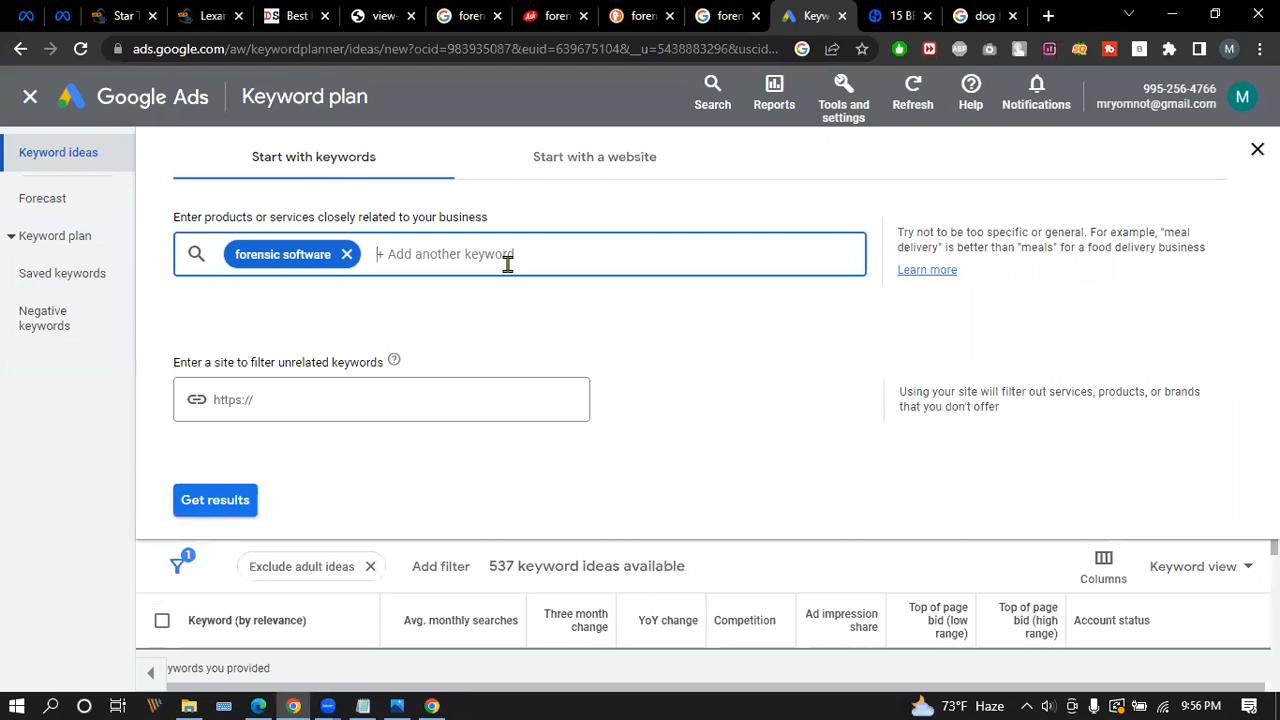 Star T
Lexar
Best l
view-
foren
foren
foren
foren
Keyw
15 BE
dog f
ads.google.com/aw/keywordplanner/ideas/new?ocid=983935087&euid=639675104&__u=5438883296&uscid...
M
Google Ads
Keyword plan
Search
Reports
Tools and settings
Refresh
Help
Notifications
995-256-4766
mryomnot@gmail.com
M
Keyword ideas
Forecast
Keyword plan
Saved keywords
Negative keywords
Start with keywords
Start with a website
Enter products or services closely related to your business
forensic software
+ Add another keyword
Try not to be too specific or general. For example, "meal
delivery" is better than "meals" for a food delivery business
Learn more
Enter a site to filter unrelated keywords
https://
Using your site will filter out services, products, or brands
that you don't offer
Get results
1
Exclude adult ideas
Add filter
537 keyword ideas available
Columns
Keyword view
Keyword (by relevance)
Avg. monthly searches
Three month change
YoY change
Competition
Ad impression share
Top of page bid (low range)
Top of page bid (high range)
Account status
ywords you provided
73°F Haze
9:56 PM